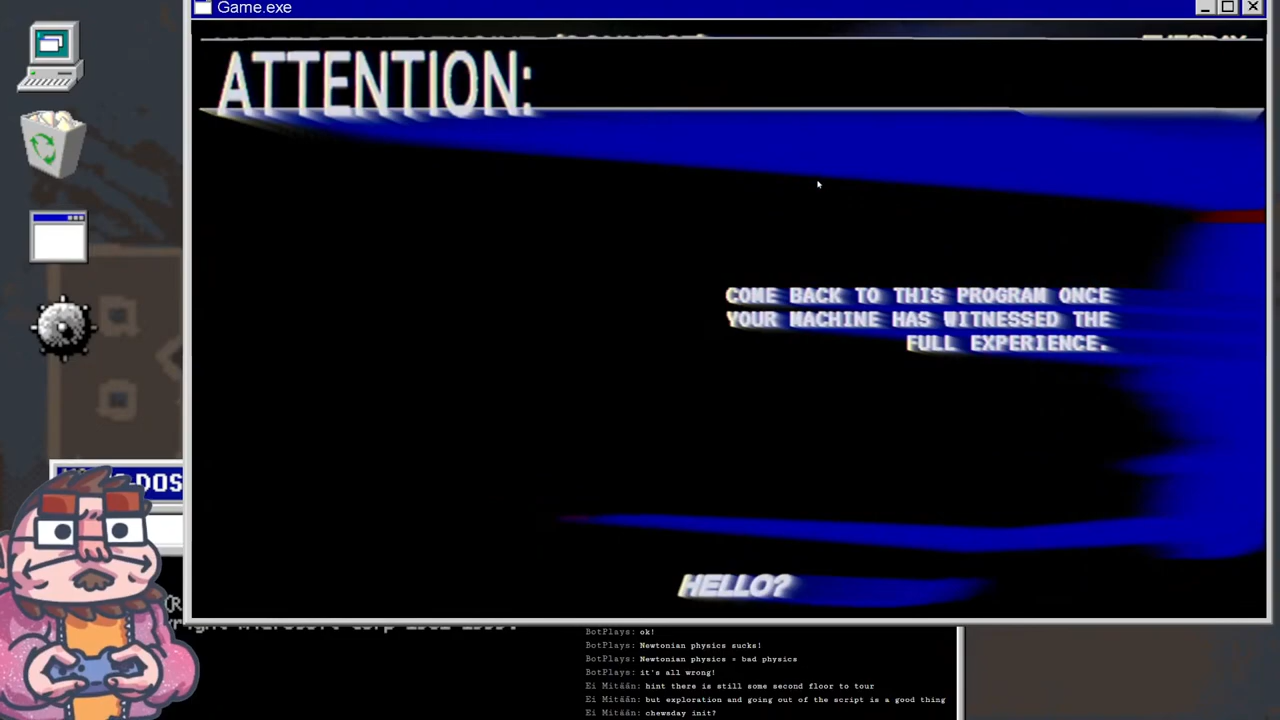 Game.exe
TUESDAY
ATTENTION:
COME BACK TO THIS PROGRAM ONCE
YOUR MACHINE HAS WITNESSED THE
FULL EXPERIENCE.
HELLO?
BotPlays: ok!
BotPlays: Newtonian physics sucks!
BotPlays: Newtonian physics = bad physics
BotPlays: it's all wrong!
Ei Mitään: hint there is still some second floor to tour
Ei Mitään: but exploration and going out of the script is a good thing
Ei Mitään: chewsday init?